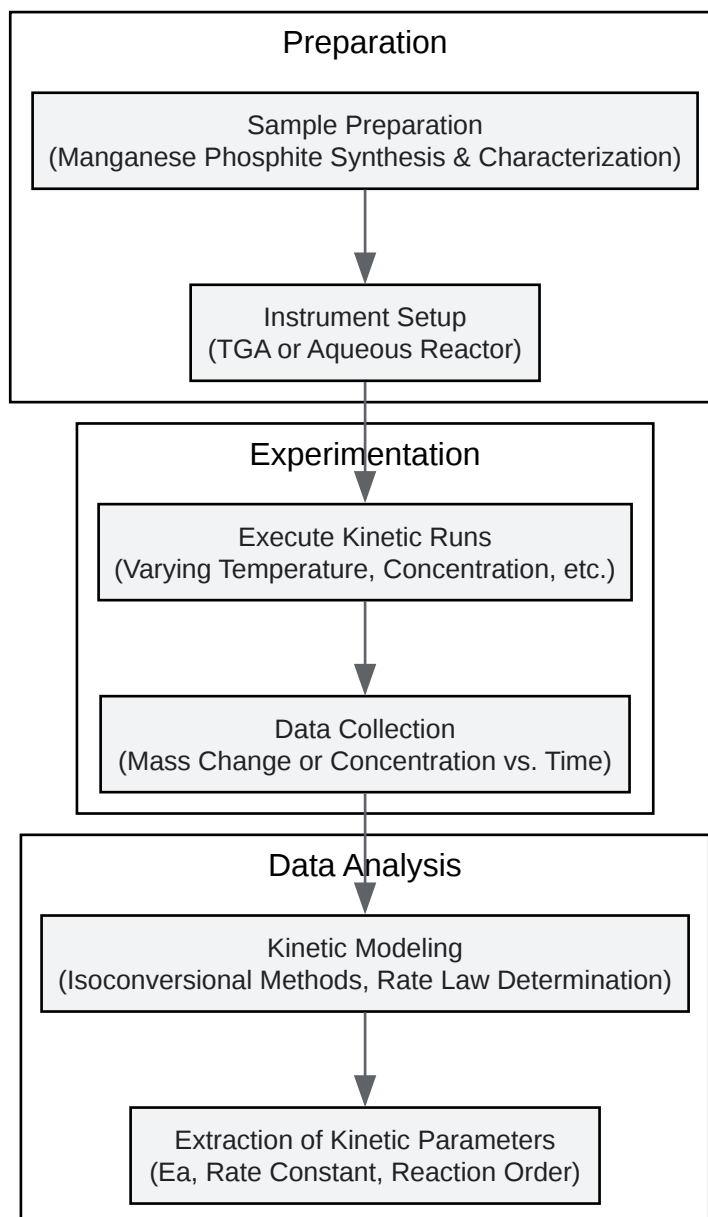 Preparation
Sample Preparation
(Manganese Phosphite Synthesis & Characterization)
Instrument Setup
(TGA or Aqueous Reactor)
Experimentation
Execute Kinetic Runs
(Varying Temperature, Concentration, etc.)
Data Collection
(Mass Change or Concentration vs. Time)
Data Analysis
Kinetic Modeling
(Isoconversional Methods, Rate Law Determination)
Extraction of Kinetic Parameters
(Ea, Rate Constant, Reaction Order)